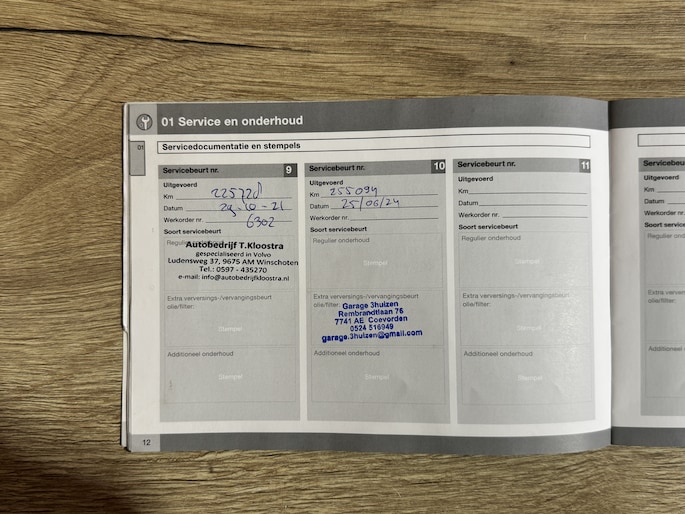 01 Service en onderhoud
01
Servicedocumentatie en stempels
Servicebeurt nr. 9
Uitgevoerd
Km 225728
Datum 29-10-21
Werkorder nr. 6302
Soort servicebeurt
Regulier onderhoud
Autobedrijf T.Kloostra
gespecialiseerd in Volvo
Ludensweg 37, 9675 AM Winschoten
Tel.: 0597 - 435270
e-mail: info@autobedrijfkloostra.nl
Extra verversings-/vervangingsbeurt
olie/filter:
Stempel
Additioneel onderhoud
Stempel
Servicebeurt nr. 10
Uitgevoerd
Km 255094
Datum 25/06/24
Werkorder nr.
Soort servicebeurt
Regulier onderhoud
Stempel
Extra verversings-/vervangingsbeurt
olie/filter:
Garage 3huizen
Rembrandtlaan 76
7741 AE Coevorden
0524 516949
garage.3huizen@gmail.com
Additioneel onderhoud
Stempel
Servicebeurt nr. 11
Uitgevoerd
Km
Datum
Werkorder nr.
Soort servicebeurt
Regulier onderhoud
Stempel
Extra verversings-/vervangingsbeurt
olie/filter:
Stempel
Additioneel onderhoud
Stempel
12
Uitgevoerd
Km
Datum
Werkorder